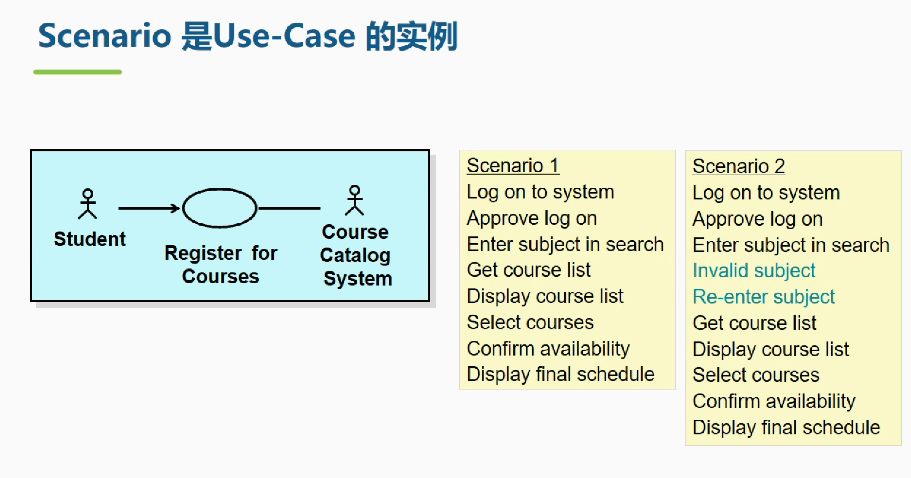 Scenario 是Use-Case 的实例
Student
Register for
Courses
Course
Catalog
System
Scenario 1
Log on to system
Approve log on
Enter subject in search
Get course list
Display course list
Select courses
Confirm availability
Display final schedule
Scenario 2
Log on to system
Approve log on
Enter subject in search
Invalid subject
Re-enter subject
Get course list
Display course list
Select courses
Confirm availability
Display final schedule